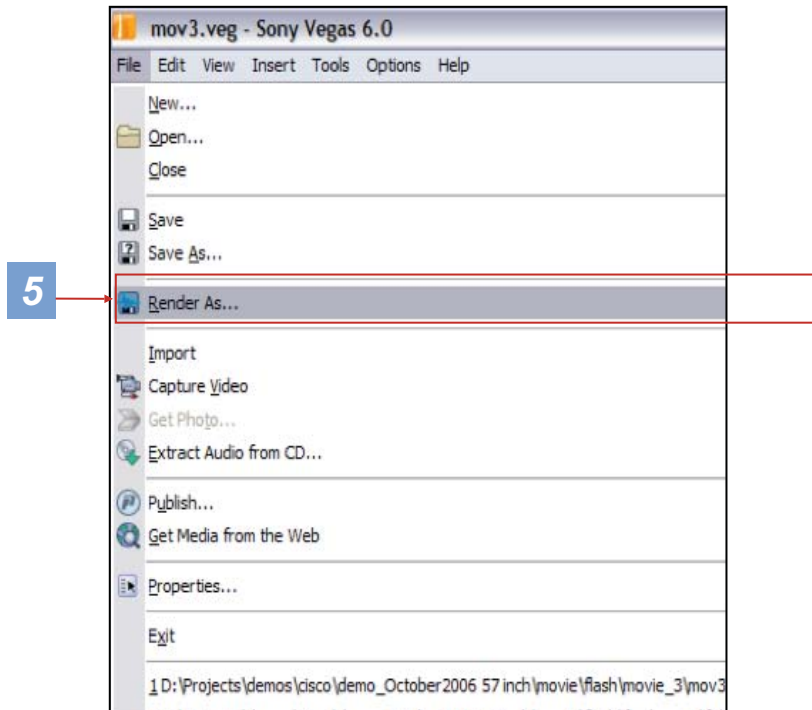 mov3.veg - Sony Vegas 6.0
File Edit View Insert Tools Options Help
New...
Open...
Close
Save
Save As...
5
Render As...
Import
Capture Video
Get Photo...
Extract Audio from CD...
Publish...
Get Media from the Web
Properties...
Exit
1 D:\Projects\demos\cisco\demo_October2006 57 inch\movie\flash\movie_3\mov3